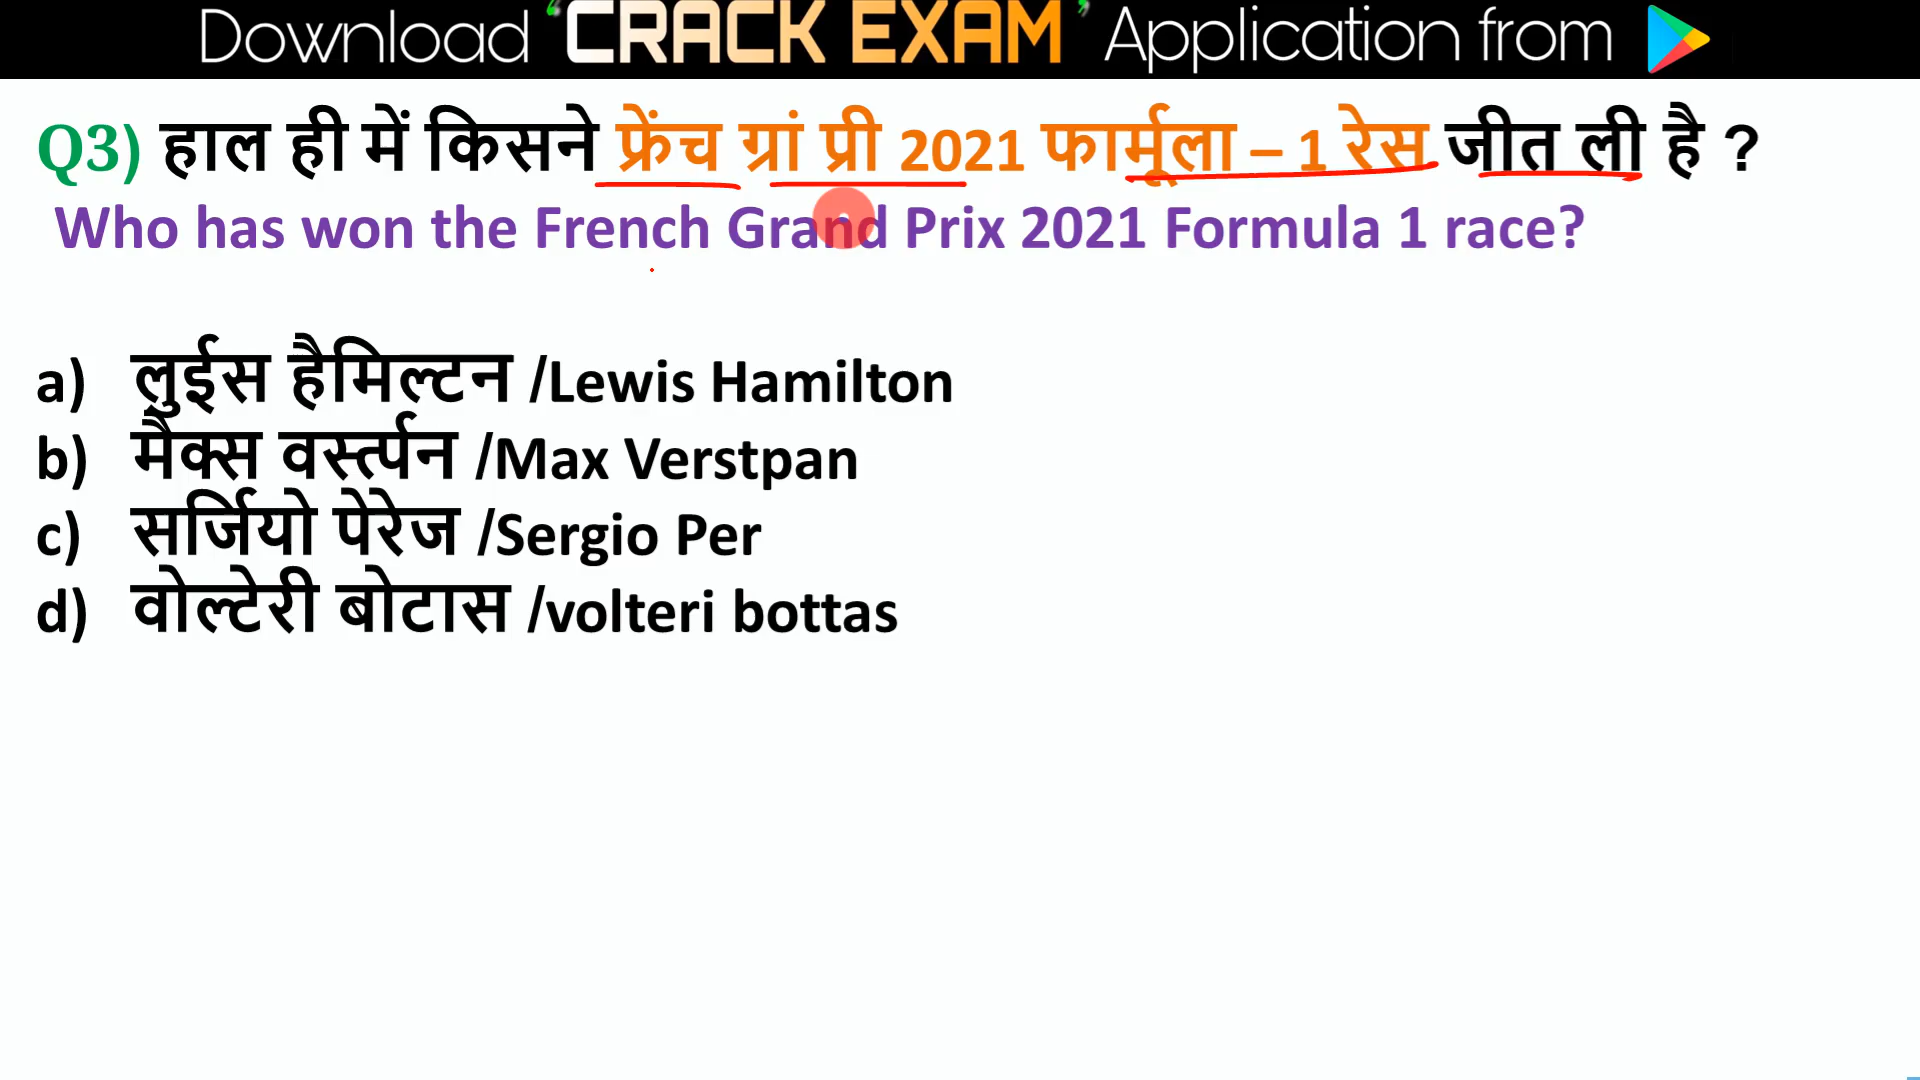 Download ‘CRACK EXAM’ Application from
Q3) हाल ही में किसने फ्रेंच ग्रां प्री 2021 फार्मूला – 1 रेस जीत ली है ?
Who has won the French Grand Prix 2021 Formula 1 race?
a) लुईस हैमिल्टन /Lewis Hamilton
b) मैक्स वर्स्त्पन /Max Verstpan
c) सर्जियो पेरेज /Sergio Per
d) वोल्टेरी बोटास /volteri bottas